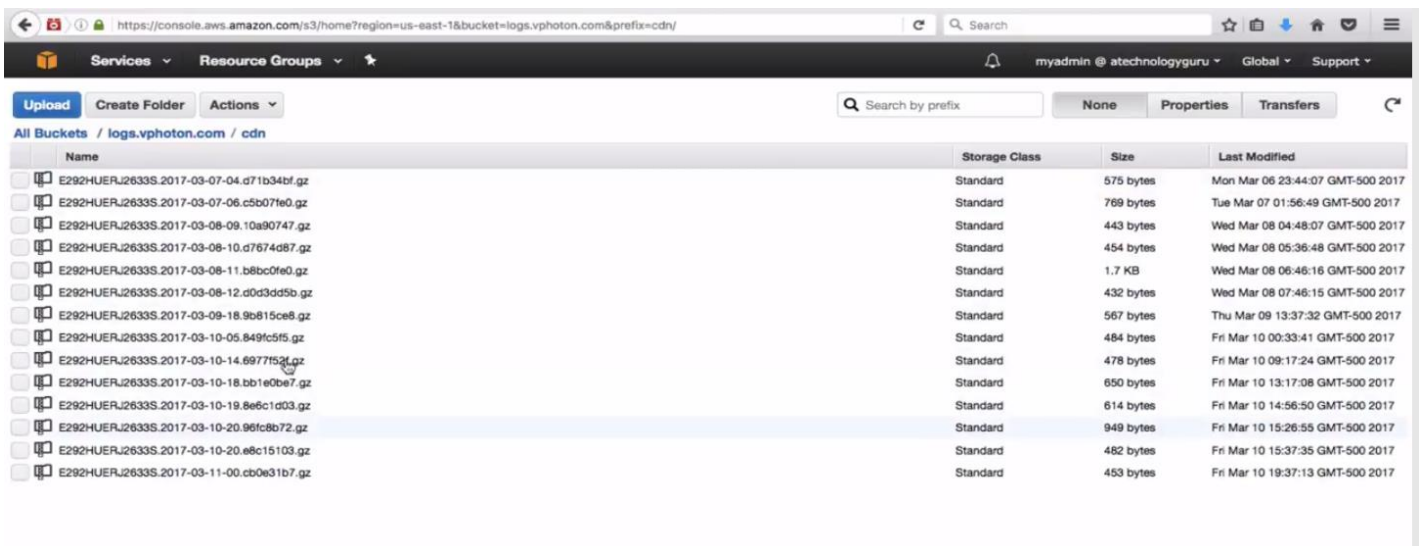 https://console.aws.amazon.com/s3/home?region=us-east-1&bucket=logs.vphoton.com&prefix=cdn/ Search
Services Resource Groups myadmin @ atechnologyguru Global Support
Upload Create Folder Actions Search by prefix None Properties Transfers
All Buckets / logs.vphoton.com / cdn
Name Storage Class Size Last Modified
E292HUERJ2633S.2017-03-07-04.d71b34bf.gz Standard 575 bytes Mon Mar 06 23:44:07 GMT-500 2017
E292HUERJ2633S.2017-03-07-06.c5b07fe0.gz Standard 769 bytes Tue Mar 07 01:56:49 GMT-500 2017
E292HUERJ2633S.2017-03-08-09.10a90747.gz Standard 443 bytes Wed Mar 08 04:48:07 GMT-500 2017
E292HUERJ2633S.2017-03-08-10.d7674d87.gz Standard 454 bytes Wed Mar 08 05:36:48 GMT-500 2017
E292HUERJ2633S.2017-03-08-11.b8bc0fe0.gz Standard 1.7 KB Wed Mar 08 06:46:16 GMT-500 2017
E292HUERJ2633S.2017-03-08-12.d0d3dd5b.gz Standard 432 bytes Wed Mar 08 07:46:15 GMT-500 2017
E292HUERJ2633S.2017-03-09-18.9b815ce8.gz Standard 567 bytes Thu Mar 09 13:37:32 GMT-500 2017
E292HUERJ2633S.2017-03-10-05.849fc5f5.gz Standard 484 bytes Fri Mar 10 00:33:41 GMT-500 2017
E292HUERJ2633S.2017-03-10-14.6977f52f.gz Standard 478 bytes Fri Mar 10 09:17:24 GMT-500 2017
E292HUERJ2633S.2017-03-10-18.bb1e0be7.gz Standard 650 bytes Fri Mar 10 13:17:08 GMT-500 2017
E292HUERJ2633S.2017-03-10-19.8e6c1d03.gz Standard 614 bytes Fri Mar 10 14:56:50 GMT-500 2017
E292HUERJ2633S.2017-03-10-20.96fc8b72.gz Standard 949 bytes Fri Mar 10 15:26:55 GMT-500 2017
E292HUERJ2633S.2017-03-10-20.e8c15103.gz Standard 482 bytes Fri Mar 10 15:37:35 GMT-500 2017
E292HUERJ2633S.2017-03-11-00.cb0e31b7.gz Standard 453 bytes Fri Mar 10 19:37:13 GMT-500 2017